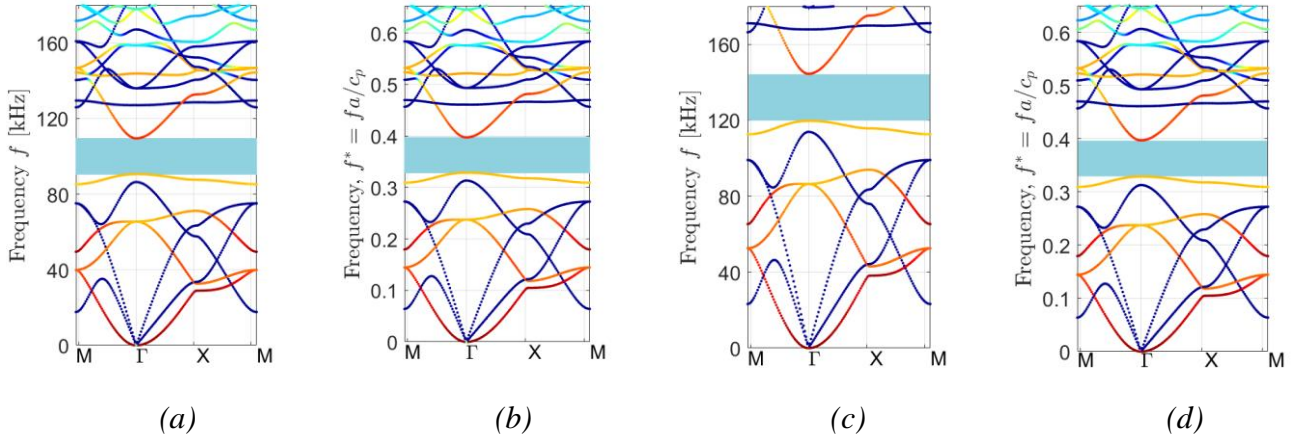 Frequency f [kHz]
160
120
80
40
0
M Γ X M
(a)
Frequency, f* = fa/c_p
0.6
0.5
0.4
0.3
0.2
0.1
0
M Γ X M
(b)
Frequency f [kHz]
160
120
80
40
0
M Γ X M
(c)
Frequency, f* = fa/c_p
0.6
0.5
0.4
0.3
0.2
0.1
0
M Γ X M
(d)